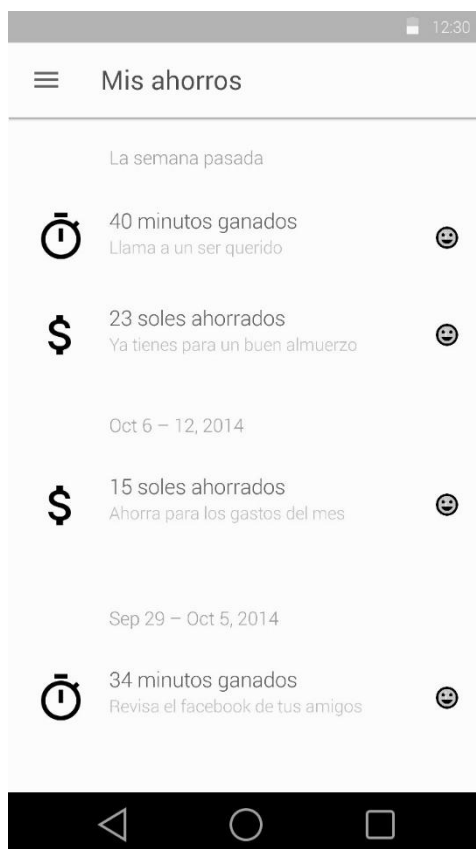 12:30
Mis ahorros
La semana pasada
40 minutos ganados
Llama a un ser querido
23 soles ahorrados
Ya tienes para un buen almuerzo
Oct 6 – 12, 2014
15 soles ahorrados
Ahorra para los gastos del mes
Sep 29 – Oct 5, 2014
34 minutos ganados
Revisa el facebook de tus amigos